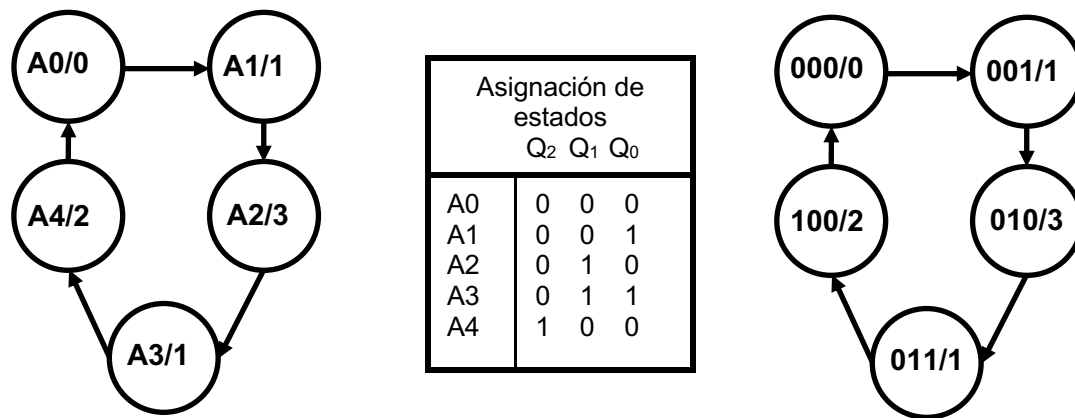 A0/0
A1/1
A4/2
A2/3
A3/1
Asignación de
estados
Q₂ Q₁ Q₀
A0 0 0 0
A1 0 0 1
A2 0 1 0
A3 0 1 1
A4 1 0 0
000/0
001/1
100/2
010/3
011/1